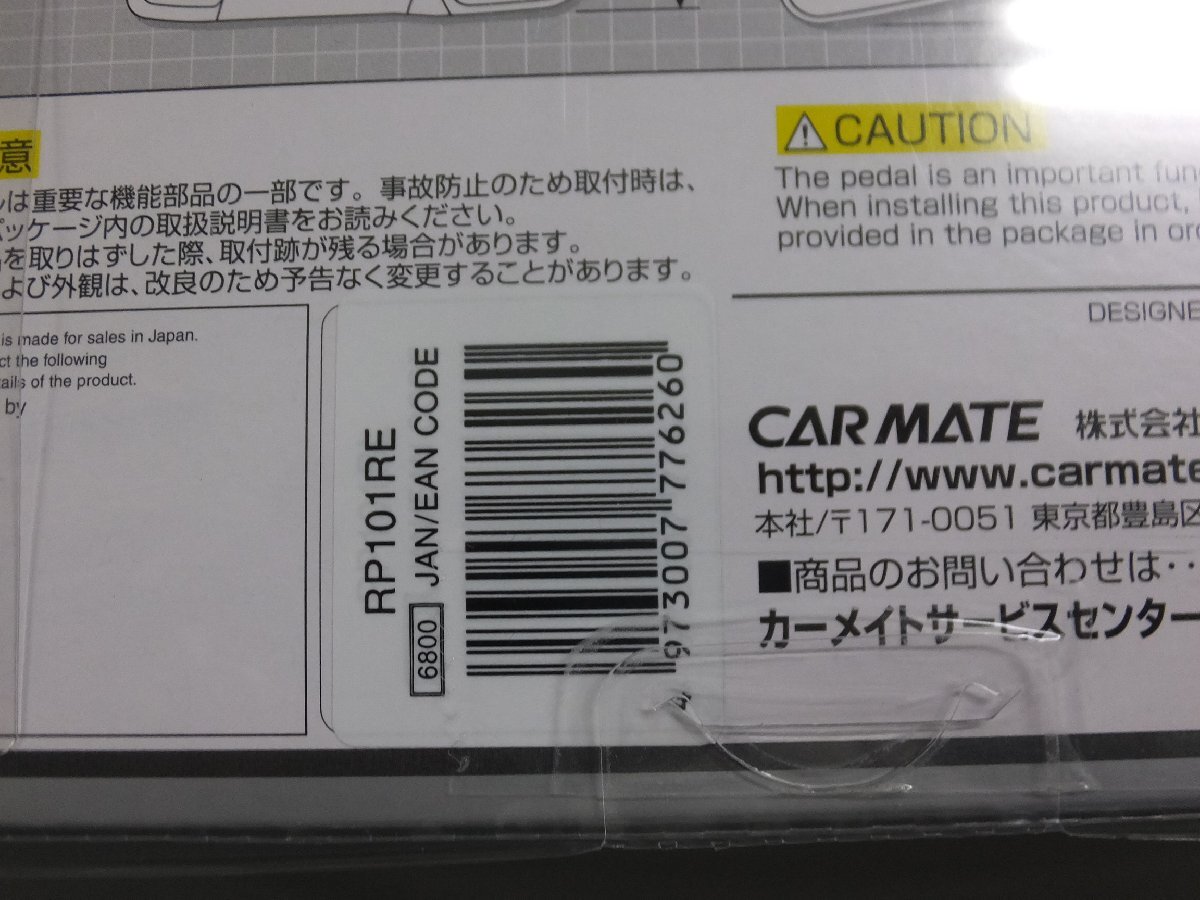 意
CAUTION
は重要な機能部品の一部です。事故防止のため取付時は、
パッケージ内の取扱説明書をお読みください。
を取りはずした際、取付跡が残る場合があります。
よび外観は、改良のため予告なく変更することがあります。
The pedal is an important fun
When installing this product,
provided in the package in or
is made for sales in Japan.
ct the following
ails of the product.
by
RP101RE
6800 JAN/EAN CODE
4 973007 776260
DESIGNE
CAR MATE 株式会社
http://www.carmate
本社/〒171-0051 東京都豊島区
■商品のお問い合わせは‥
カーメイトサービスセンター